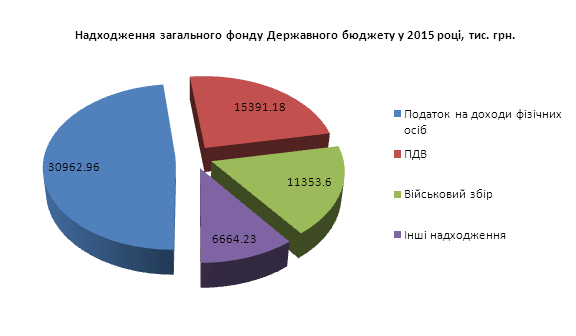 Надходження загального фонду Державного бюджету у 2015 році, тис. грн.
15391.18
30962.96
11353.6
6664.23
Податок на доходи фізичних
осіб
ПДВ
Військовий збір
Інші надходження